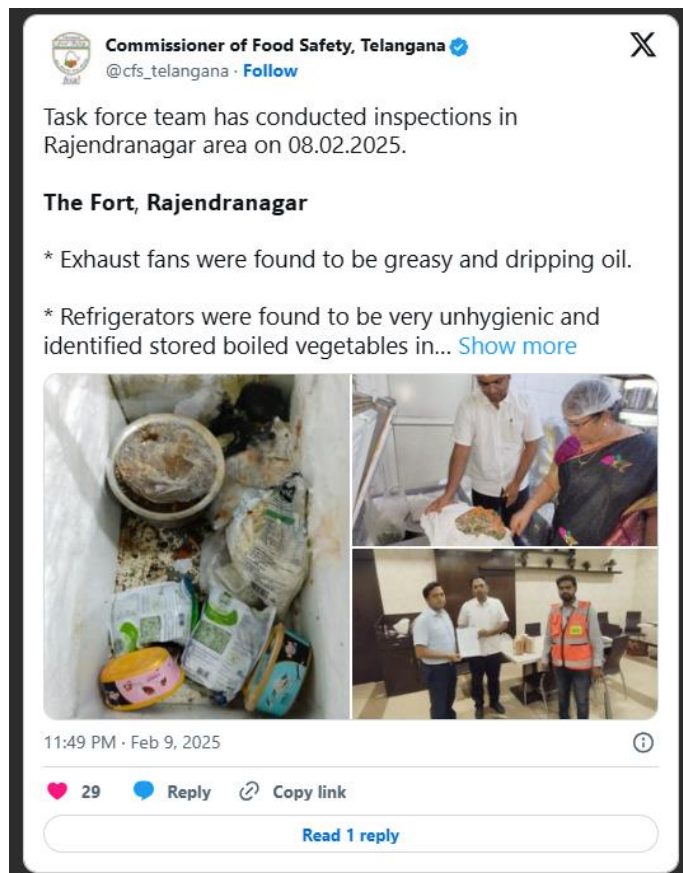 Commissioner of Food Safety, Telangana
@cfs_telangana · Follow
Task force team has conducted inspections in
Rajendranagar area on 08.02.2025.
The Fort, Rajendranagar
* Exhaust fans were found to be greasy and dripping oil.
* Refrigerators were found to be very unhygienic and
identified stored boiled vegetables in... Show more
11:49 PM · Feb 9, 2025
29 Reply Copy link
Read 1 reply